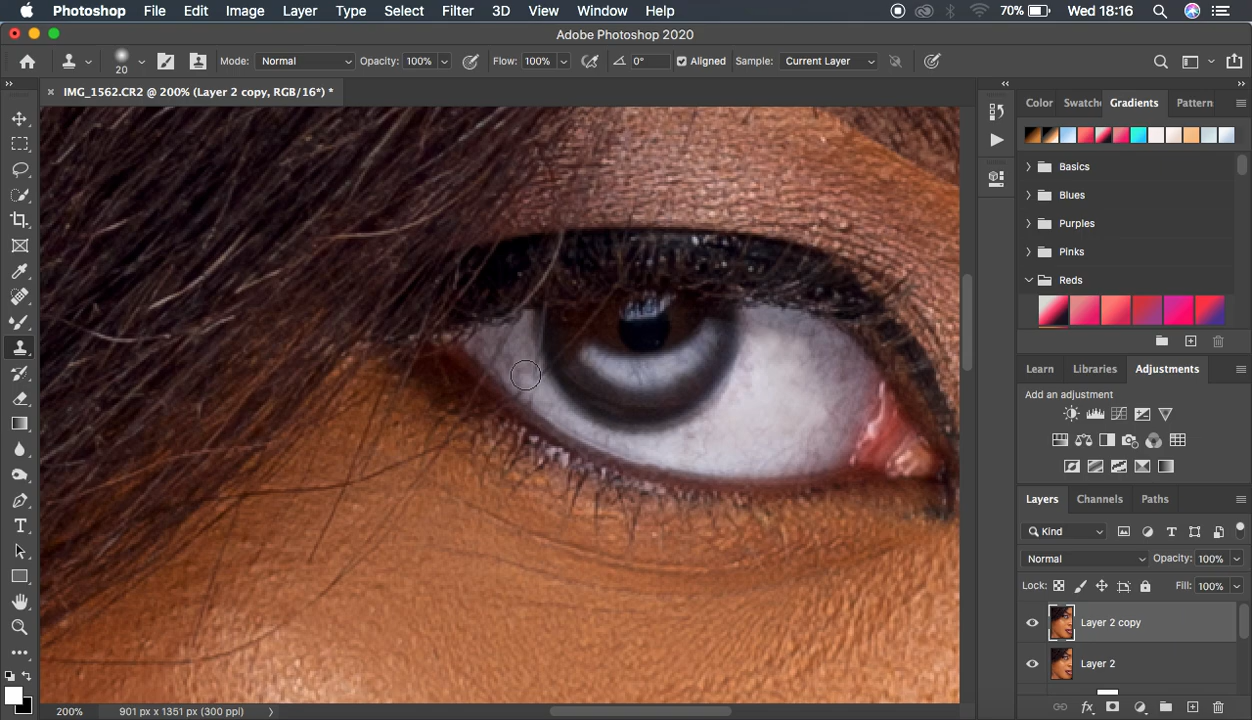 Photoshop File Edit Image Layer Type Select Filter 3D View Window Help 70% Wed 18:16
Adobe Photoshop 2020
20 Mode: Normal Opacity: 100% Flow: 100% 0° Aligned Sample: Current Layer
IMG_1562.CR2 @ 200% (Layer 2 copy, RGB/16*) *
Color Swatche Gradients Pattern
Basics
Blues
Purples
Pinks
Reds
Learn Libraries Adjustments
Add an adjustment
Layers Channels Paths
Kind
Normal Opacity: 100%
Lock: Fill: 100%
Layer 2 copy
Layer 2
fx
200% 901 px x 1351 px (300 ppi)